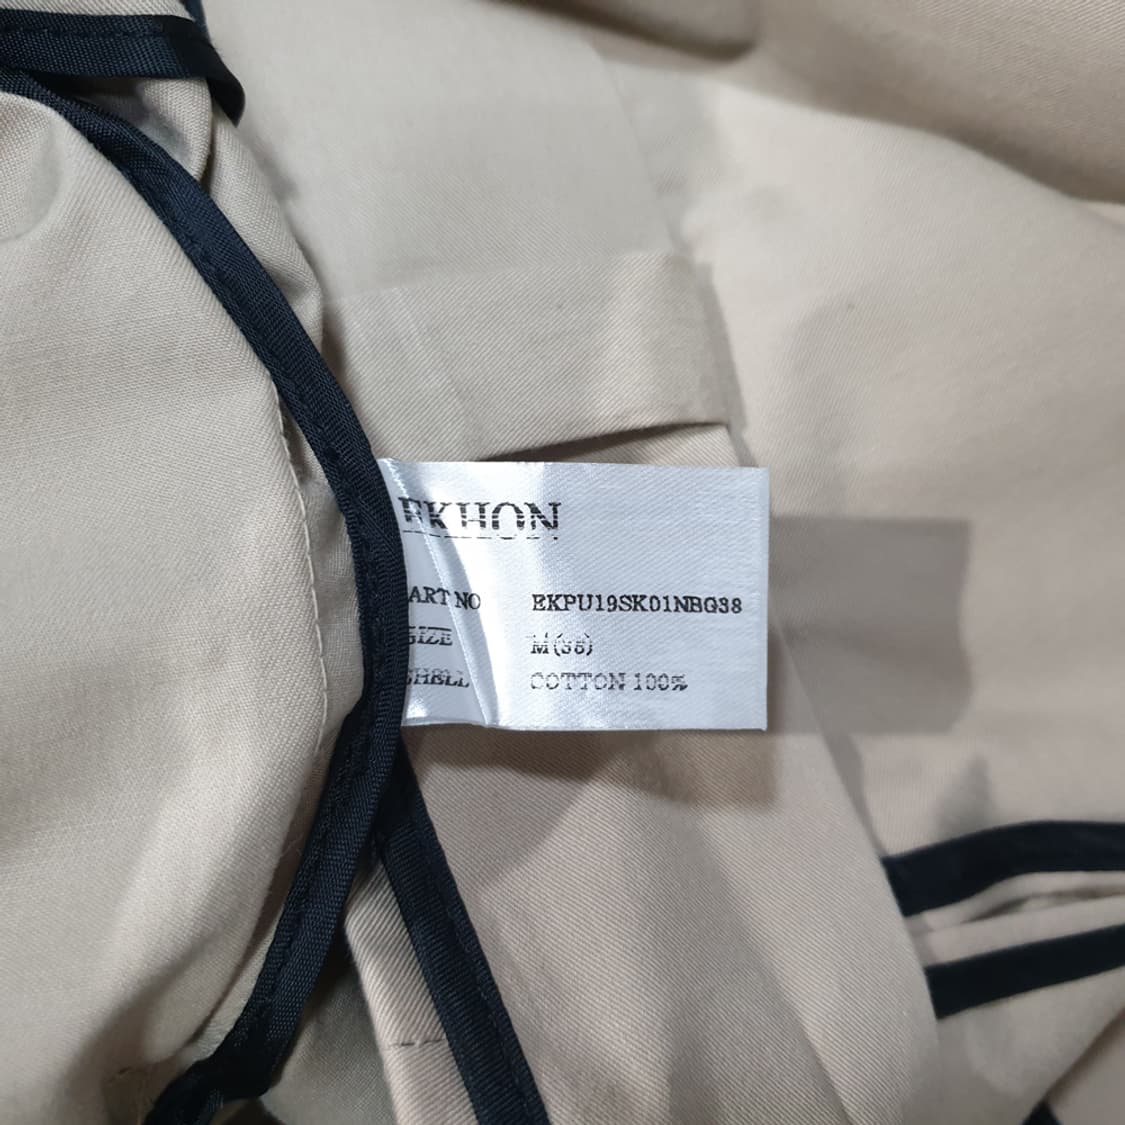 EKHON
ART NO EKPU19SK01NBG38
SIZE M(38)
SHELL COTTON 100%